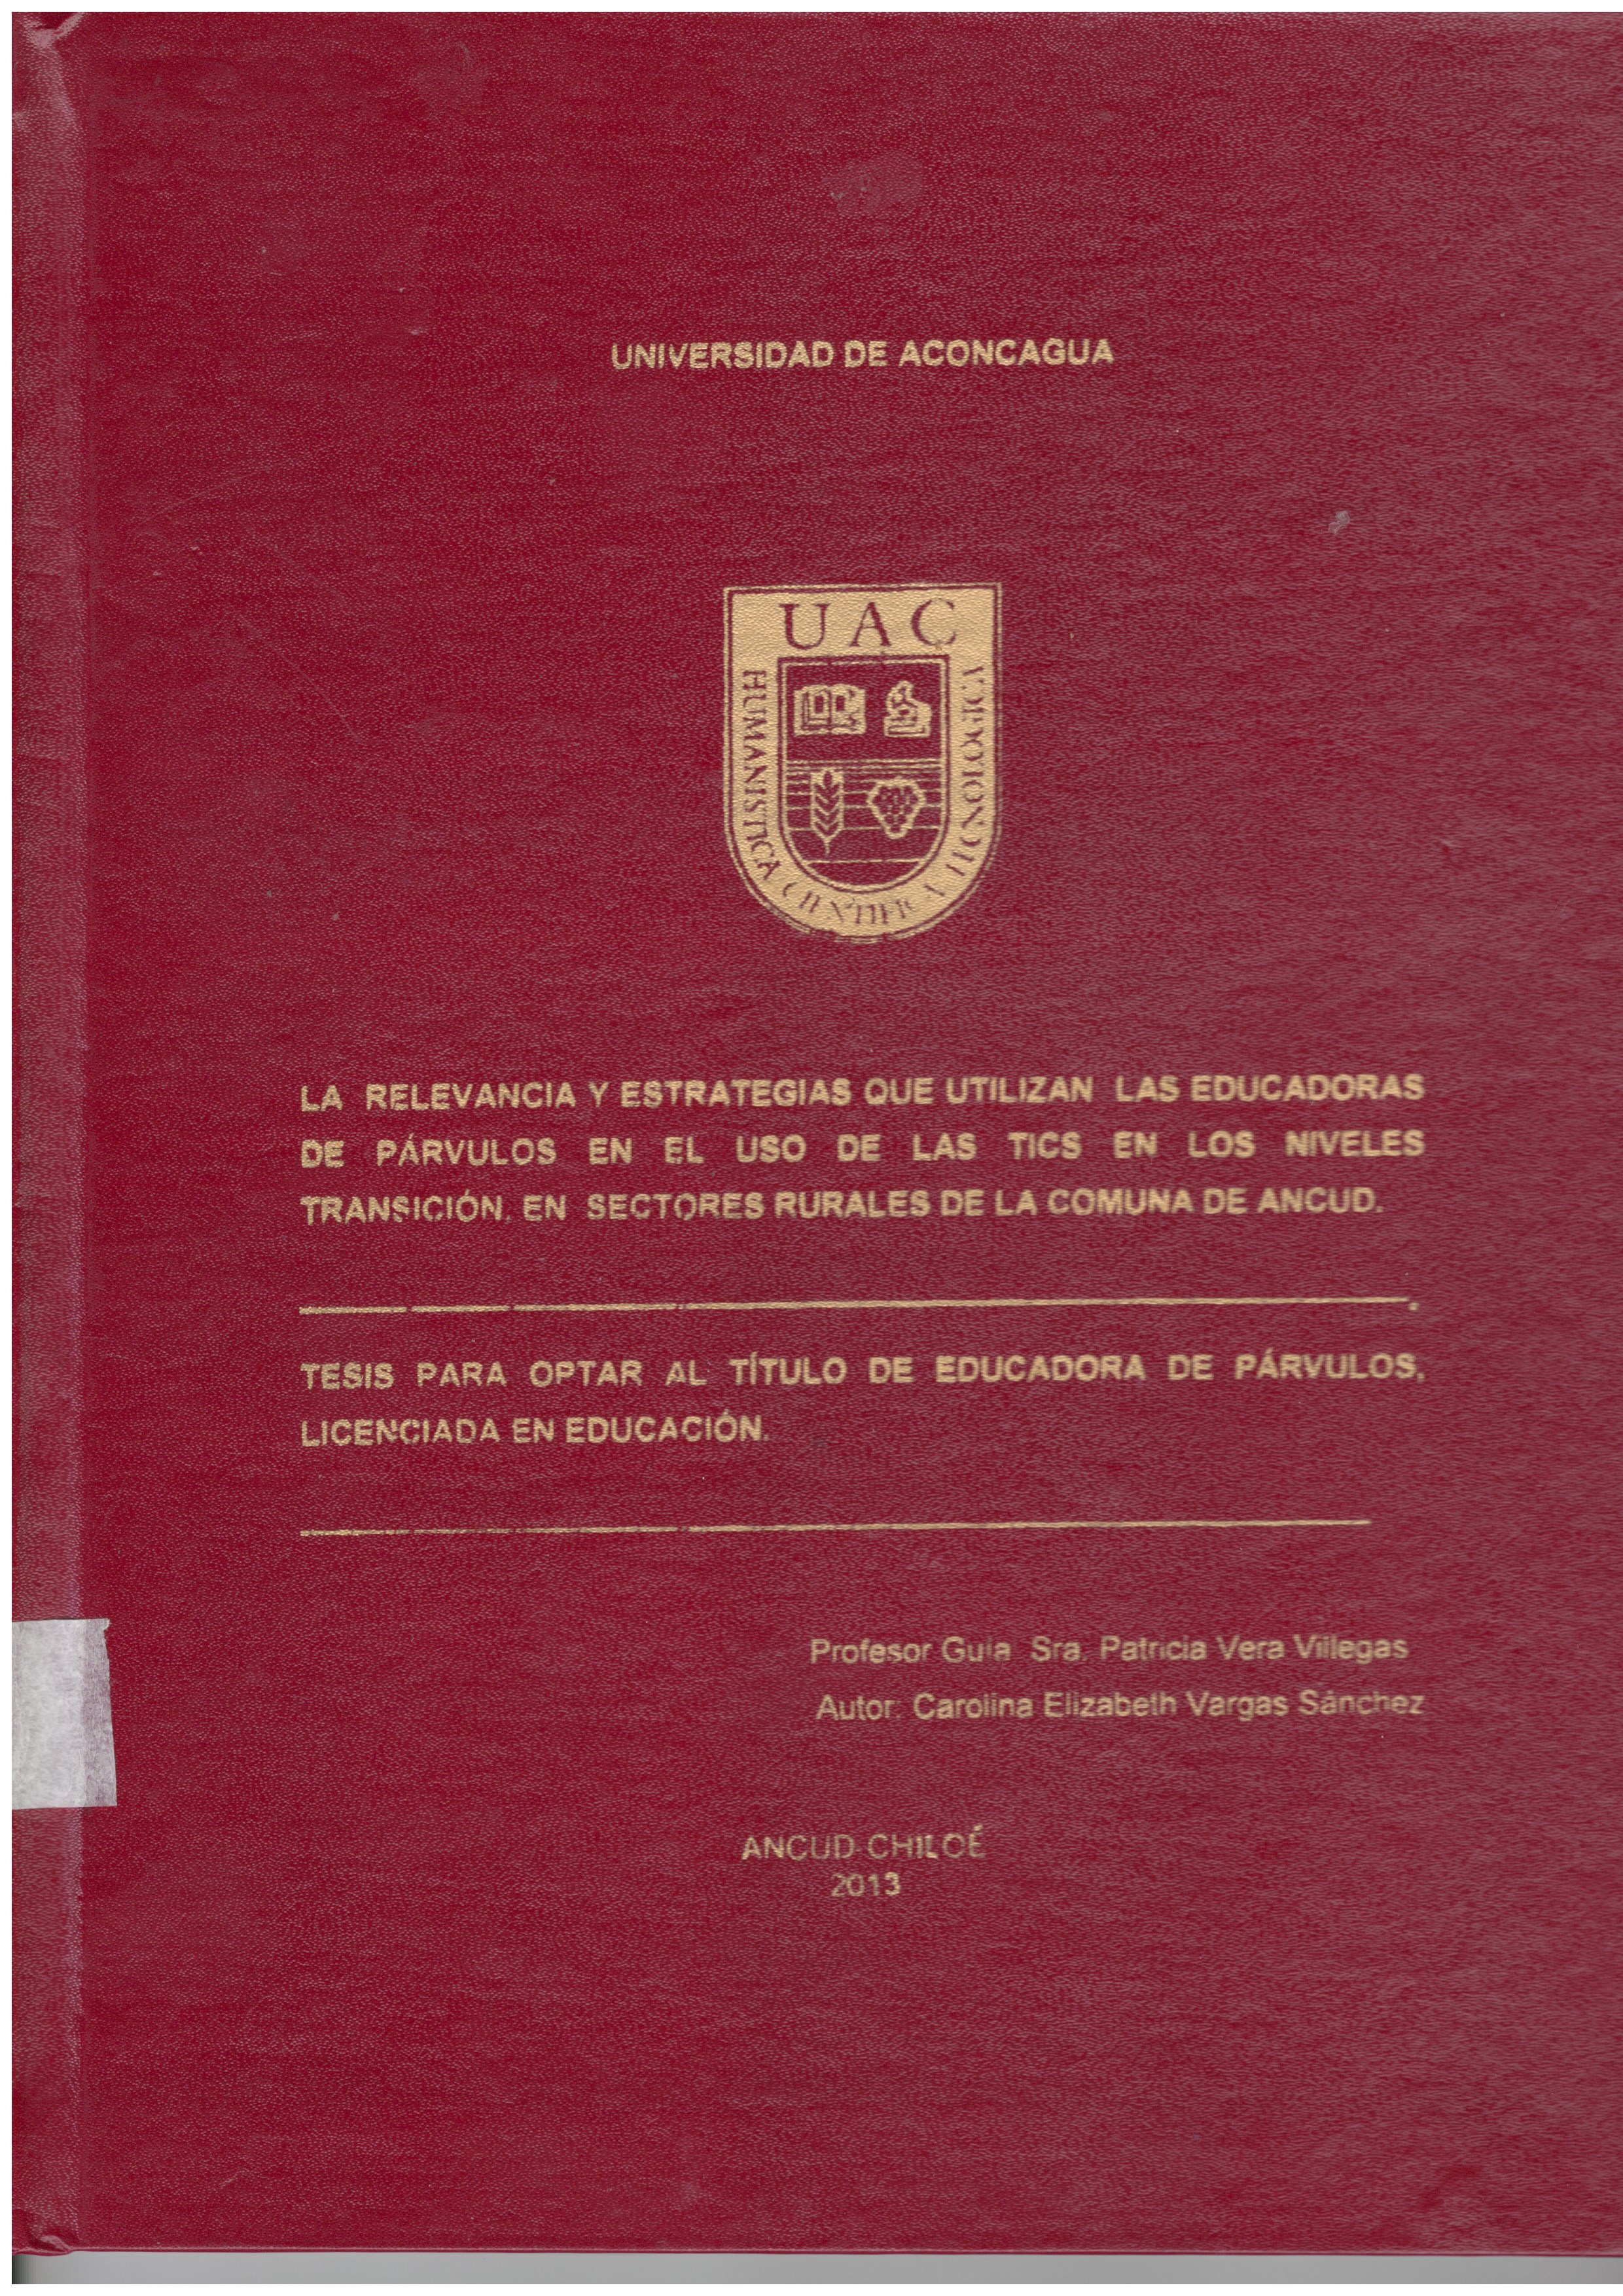 UNIVERSIDAD DE ACONCAGUA
UAC
HUMANISTICA CIENTIFICA TECNOLOGICA
LA RELEVANCIA Y ESTRATEGIAS QUE UTILIZAN LAS EDUCADORAS
DE PÁRVULOS EN EL USO DE LAS TICS EN LOS NIVELES
TRANSICIÓN, EN SECTORES RURALES DE LA COMUNA DE ANCUD.
TESIS PARA OPTAR AL TÍTULO DE EDUCADORA DE PÁRVULOS,
LICENCIADA EN EDUCACIÓN.
Profesor Guía Sra. Patricia Vera Villegas
Autor: Carolina Elizabeth Vargas Sánchez
ANCUD-CHILOÉ
2013